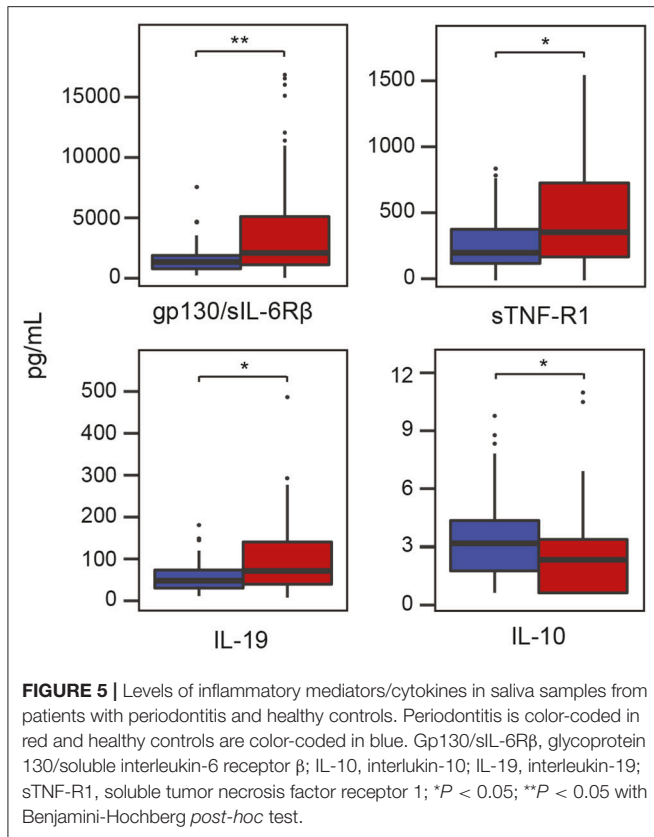 **
15000
10000
5000
0
gp130/sIL-6Rβ
*
1500
1000
500
0
sTNF-R1
pg/mL
*
500
400
300
200
100
0
IL-19
*
12
9
6
3
0
IL-10
FIGURE 5 | Levels of inflammatory mediators/cytokines in saliva samples from
patients with periodontitis and healthy controls. Periodontitis is color-coded in
red and healthy controls are color-coded in blue. Gp130/sIL-6Rβ, glycoprotein
130/soluble interleukin-6 receptor β; IL-10, interlukin-10; IL-19, interleukin-19;
sTNF-R1, soluble tumor necrosis factor receptor 1; *P < 0.05; **P < 0.05 with
Benjamini-Hochberg post-hoc test.